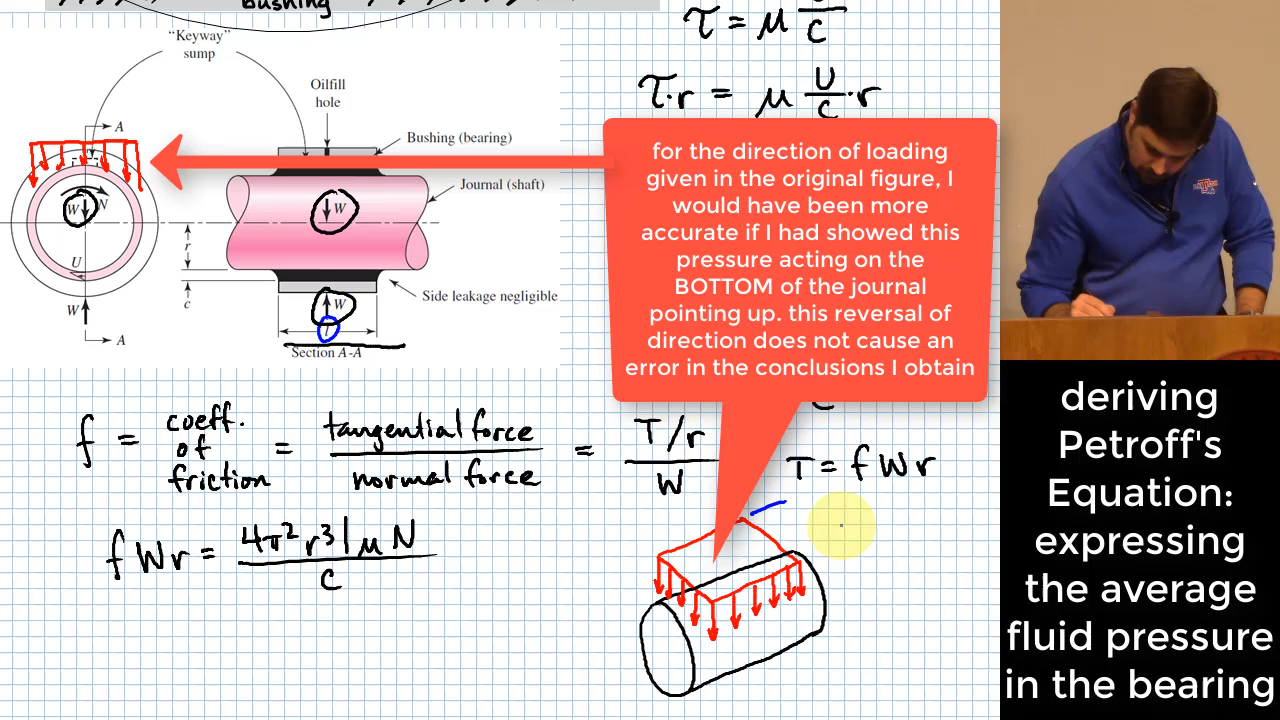 bushing
τ = μ U/c
τ·r = μ U/c ·r
"Keyway"
sump
Oilfill
hole
A
Bushing (bearing)
Journal (shaft)
W
N
W
r
U
c
W
W
Side leakage negligible
l
A
Section A-A
for the direction of loading
given in the original figure, I
would have been more
accurate if I had showed this
pressure acting on the
BOTTOM of the journal
pointing up. this reversal of
direction does not cause an
error in the conclusions I obtain
f = coeff. of friction = tangential force / normal force = T/r / W
T = f W r
f W r = 4π² r³ l μ N / c
deriving
Petroff's
Equation:
expressing
the average
fluid pressure
in the bearing